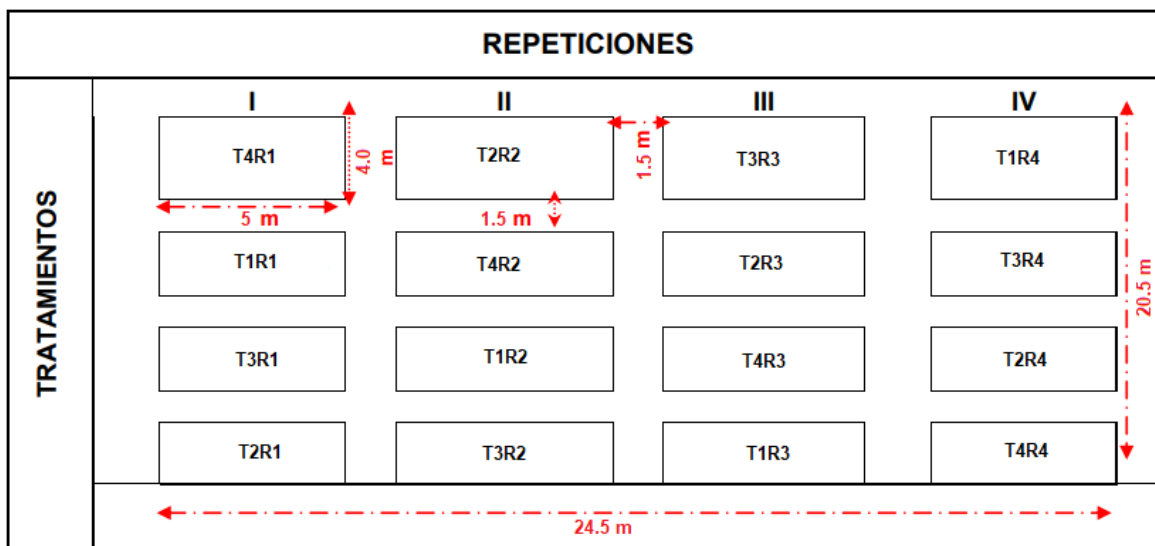 REPETICIONES
TRATAMIENTOS
I II III IV
T4R1 T2R2 T3R3 T1R4
4.0 m
1.5 m
5 m
1.5 m
T1R1 T4R2 T2R3 T3R4
20.5 m
T3R1 T1R2 T4R3 T2R4
T2R1 T3R2 T1R3 T4R4
24.5 m